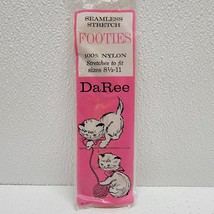 SEAMLESS
STRETCH
FOOTIES
100% NYLON
Stretches to fit
sizes 8½-11
DaRee